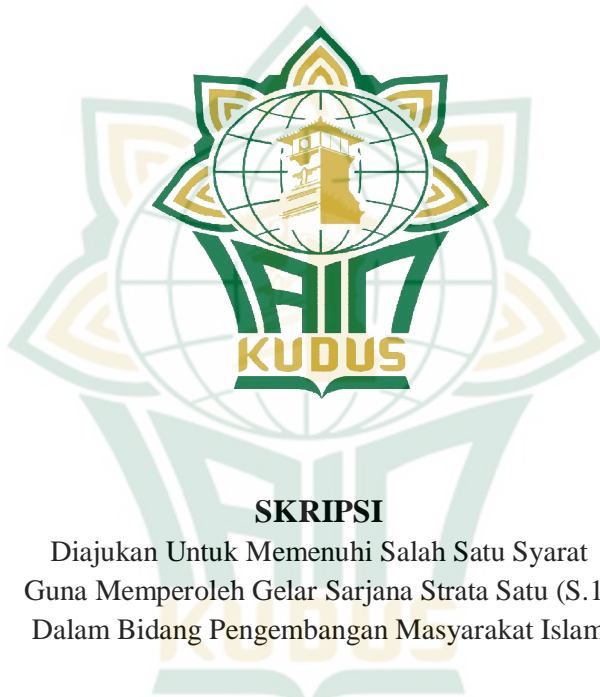 IAIN
KUDUS
SKRIPSI
Diajukan Untuk Memenuhi Salah Satu Syarat
Guna Memperoleh Gelar Sarjana Strata Satu (S.1
Dalam Bidang Pengembangan Masyarakat Islam